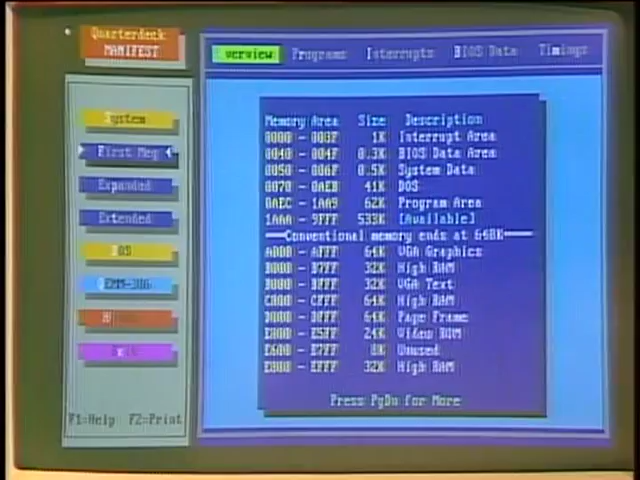 Quarterdeck
MANIFEST
Overview Programs Interrupts BIOS Data Timings
System
First Meg
Expanded
Extended
DOS
QEMM-386
Exit
F1=Help F2=Print
Memory Area Size Description
0000 - 003F 1K Interrupt Area
0040 - 004F 0.3K BIOS Data Area
0050 - 006F 0.5K System Data
0070 - 0AEB 41K DOS
0AEC - 1AA9 62K Program Area
1AAA - 9FFF 533K [Available]
Conventional memory ends at 640K
A000 - AFFF 64K VGA Graphics
B000 - B7FF 32K High RAM
B800 - BFFF 32K VGA Text
C000 - CFFF 64K High RAM
D000 - DFFF 64K Page Frame
E000 - E5FF 24K Video ROM
E600 - E7FF 8K Unused
E800 - EFFF 32K High RAM
Press PgDn for More